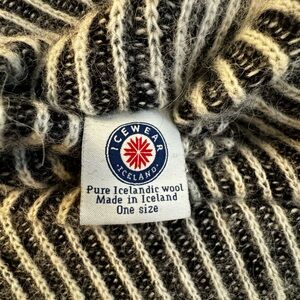 ICEWEAR
·ICELAND·
Pure Icelandic wool
Made in Iceland
One size